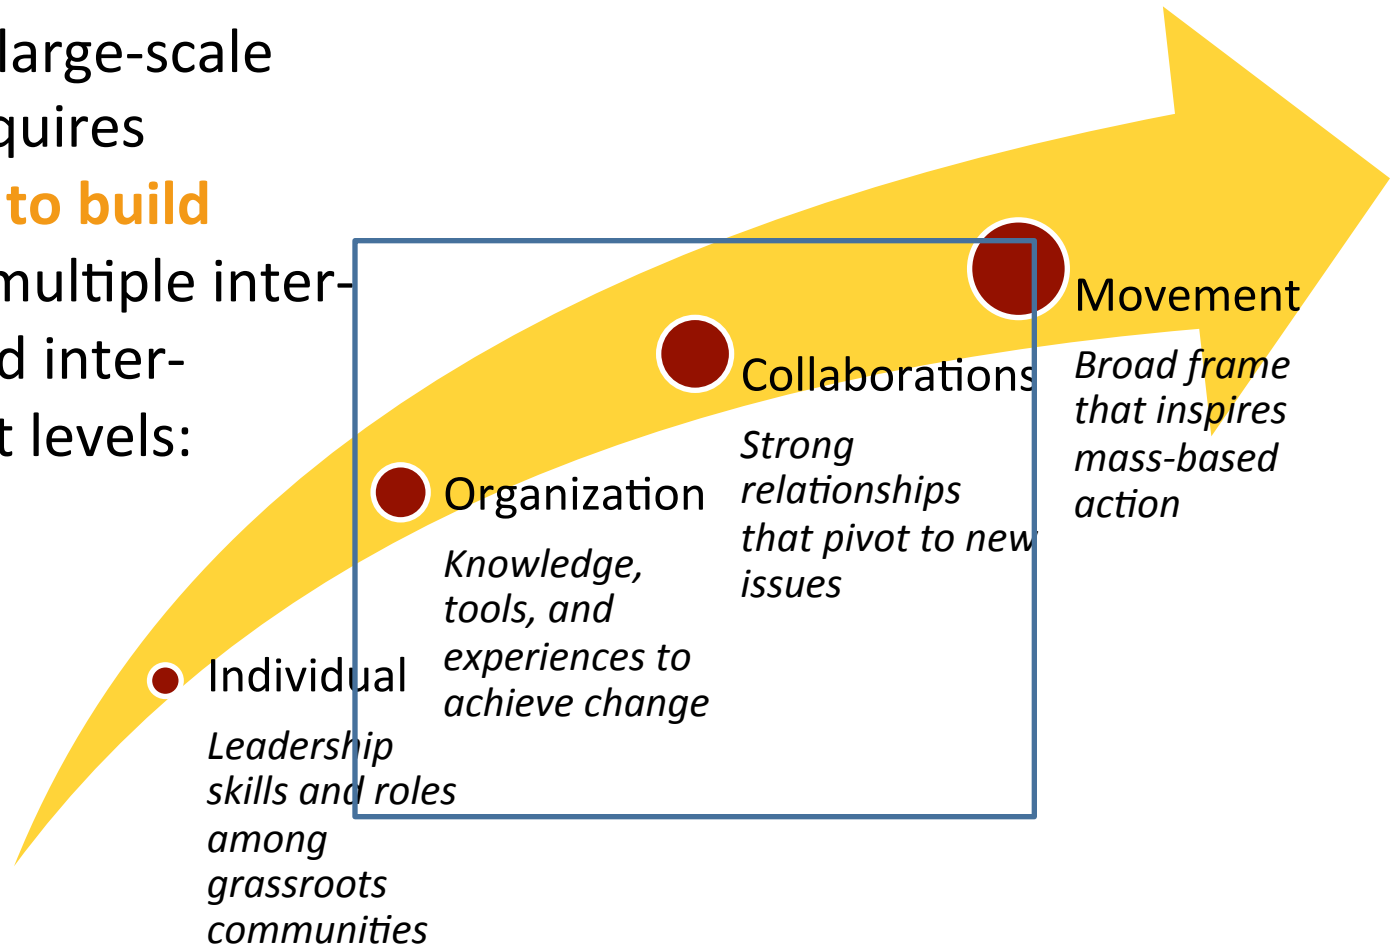 large-scale
quires
to build
multiple inter-
d inter-
t levels:
Movement
Broad frame
that inspires
mass-based
action
Collaborations
Strong
relationships
that pivot to new
issues
Organization
Knowledge,
tools, and
experiences to
achieve change
Individual
Leadership
skills and roles
among
grassroots
communities